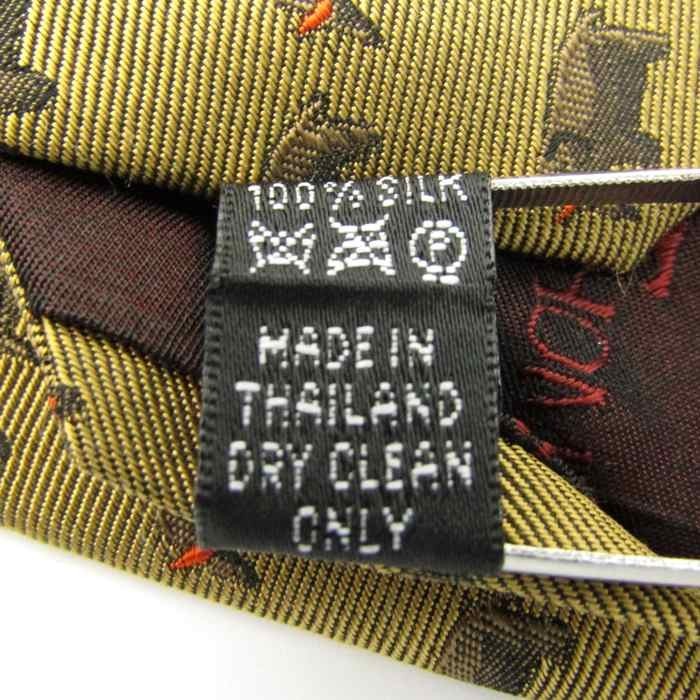 100% SILK
P
MADE IN
THAILAND
DRY CLEAN
ONLY